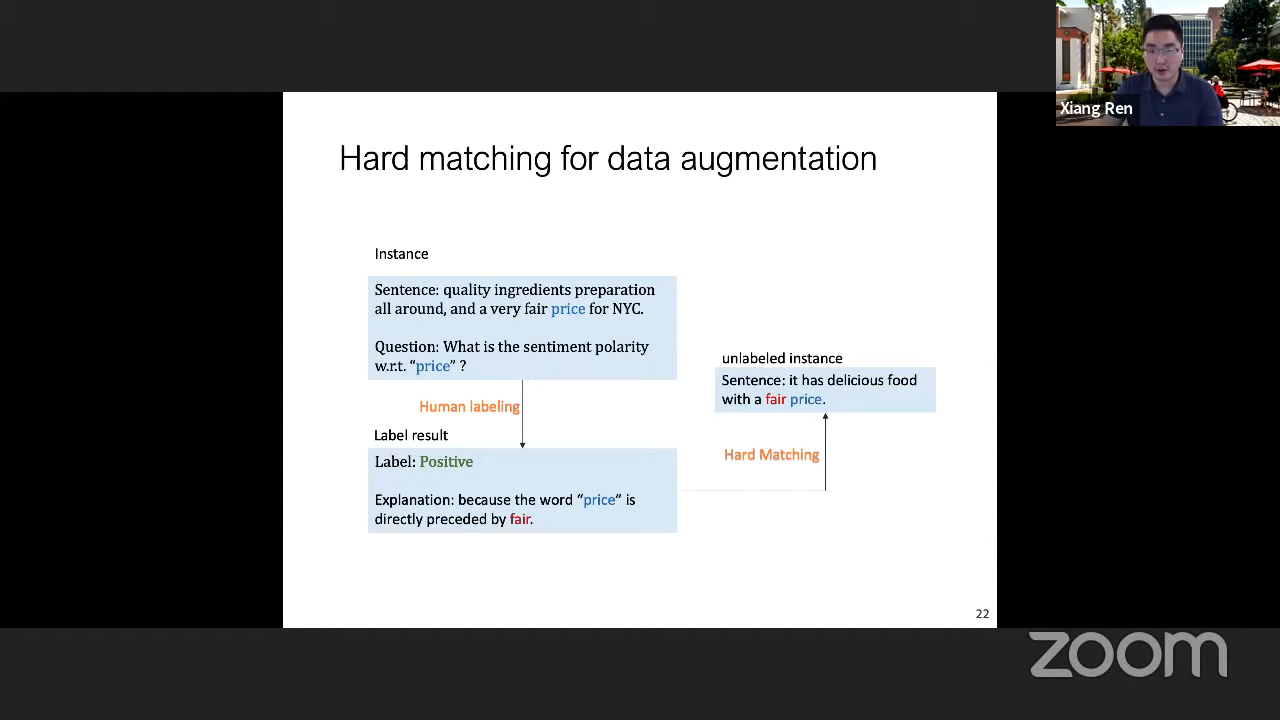 Xiang Ren
Hard matching for data augmentation
Instance
Sentence: quality ingredients preparation
all around, and a very fair price for NYC.
Question: What is the sentiment polarity
w.r.t. “price” ?
Human labeling
Label result
Label: Positive
Explanation: because the word “price” is
directly preceded by fair.
unlabeled instance
Sentence: it has delicious food
with a fair price.
Hard Matching
22
zoom